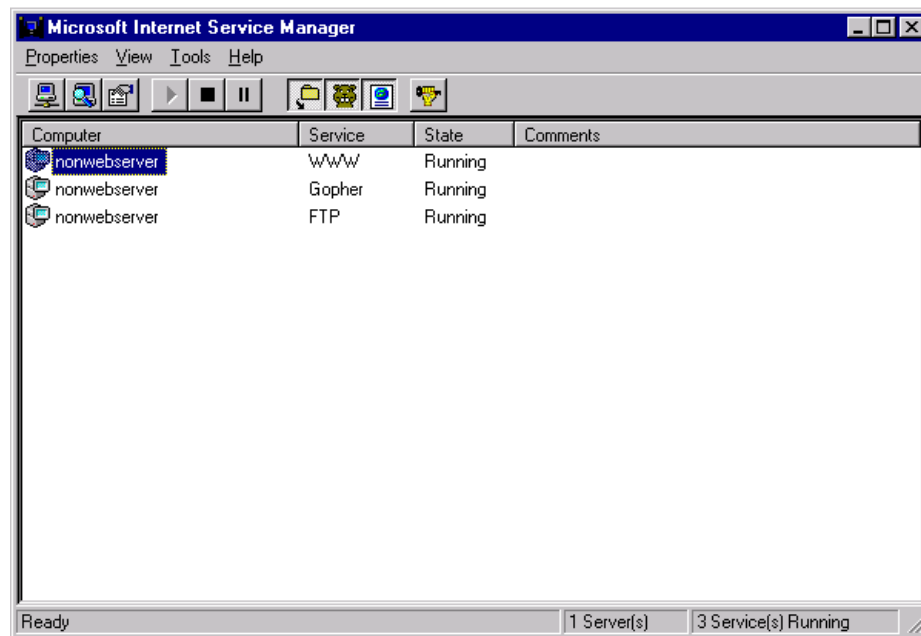 Microsoft Internet Service Manager
Properties View Tools Help
Computer Service State Comments
nonwebserver WWW Running
nonwebserver Gopher Running
nonwebserver FTP Running
Ready 1 Server(s) 3 Service(s) Running